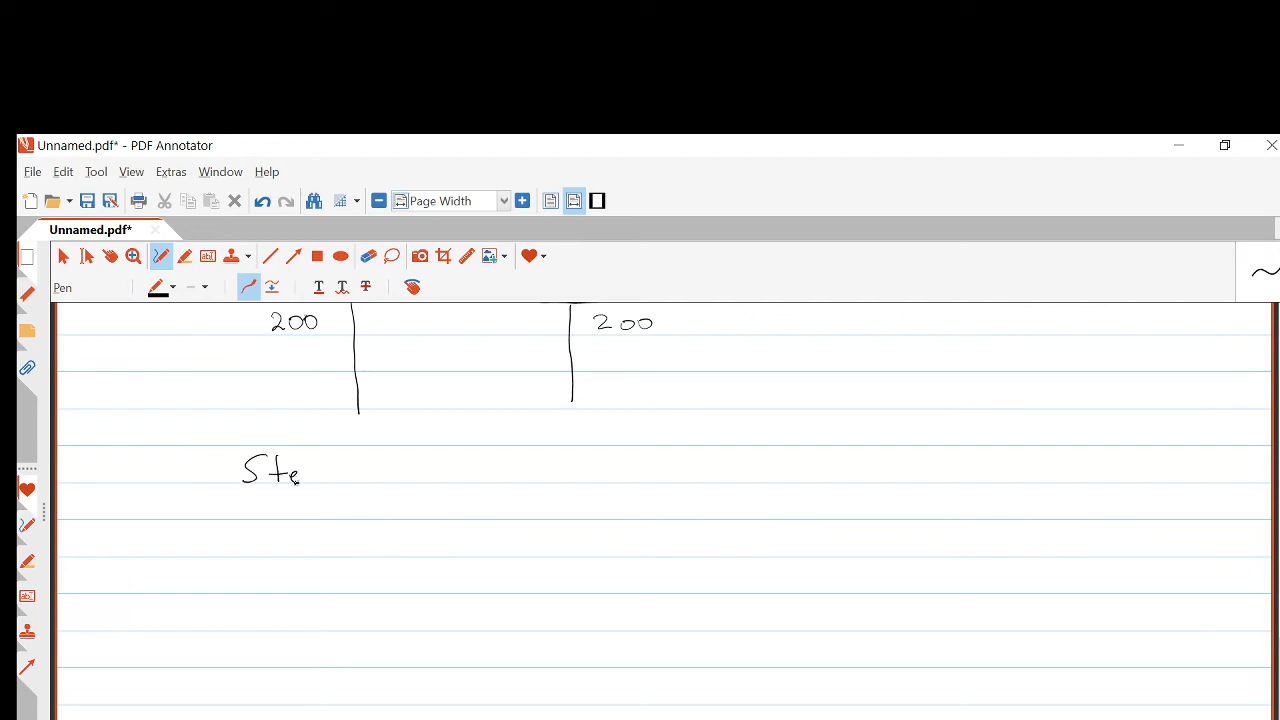 Unnamed.pdf* - PDF Annotator
File Edit Tool View Extras Window Help
Page Width
Unnamed.pdf*
Pen
200 200
Ste